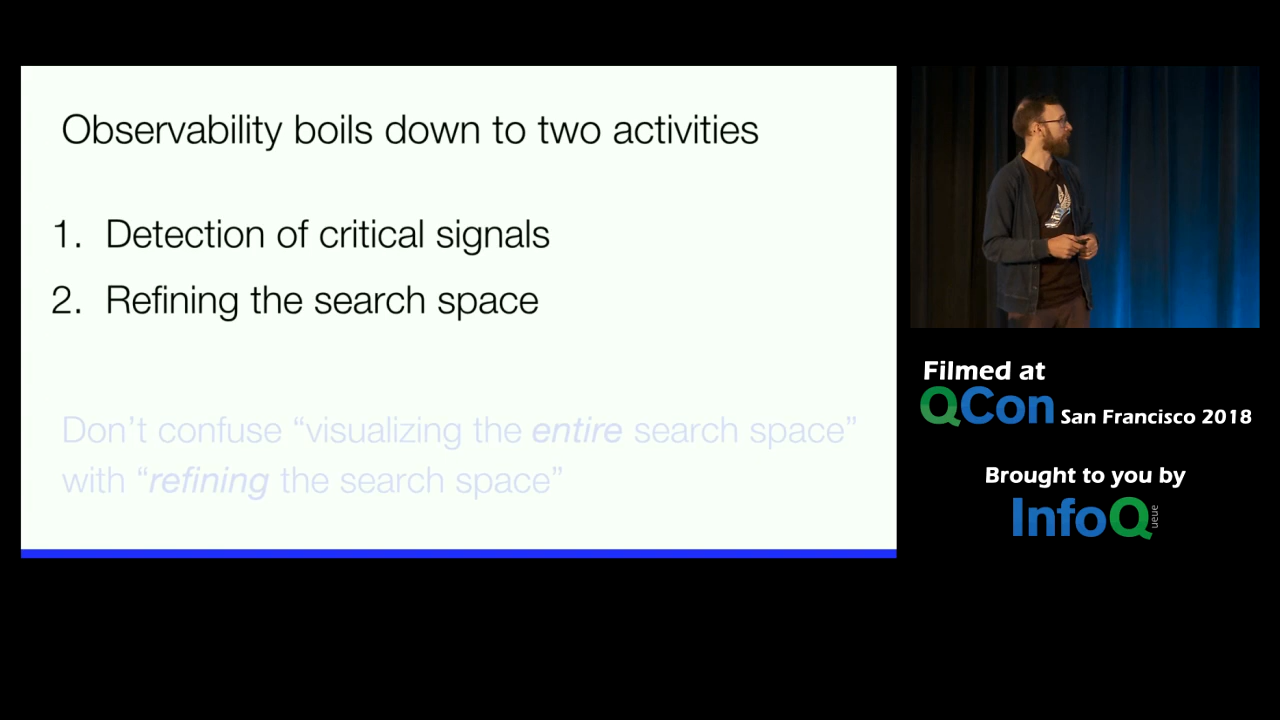 Observability boils down to two activities
1. Detection of critical signals
2. Refining the search space
Don’t confuse “visualizing the entire search space”
with “refining the search space”
Filmed at
QCon San Francisco 2018
Brought to you by
InfoQueue